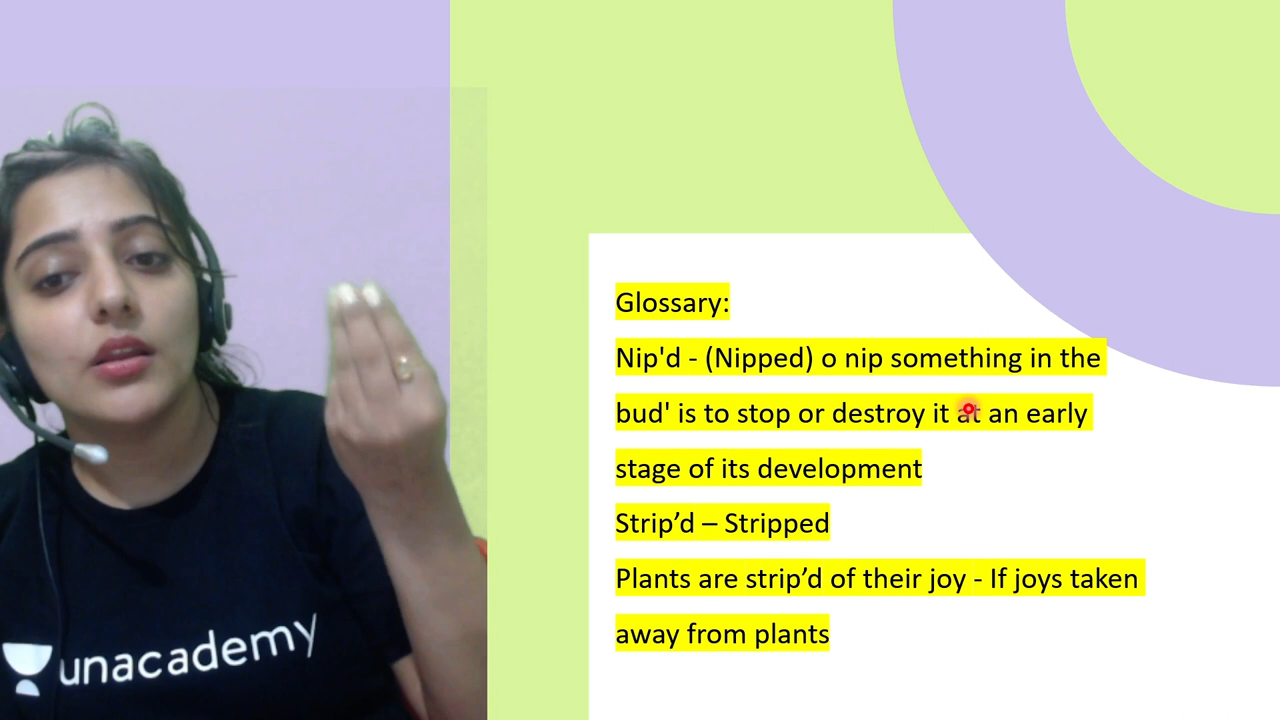 Glossary:
Nip'd - (Nipped) o nip something in the
bud' is to stop or destroy it at an early
stage of its development
Strip’d – Stripped
Plants are strip’d of their joy - If joys taken
away from plants
unacademy